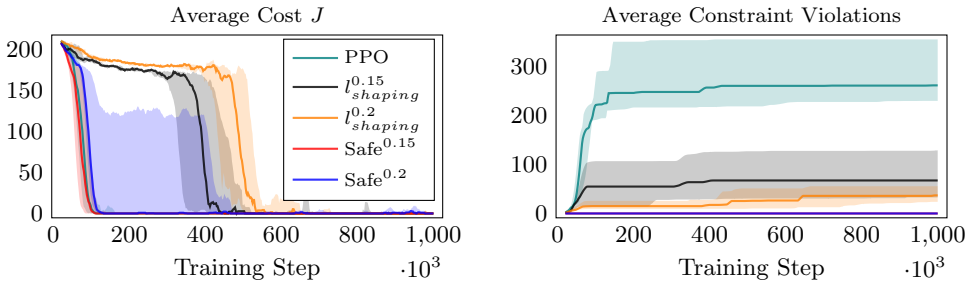 Average Cost J
200
150
100
50
0
0
200
400
600
800
1,000
Training Step
·10³
PPO
l_{shaping}^{0.15}
l_{shaping}^{0.2}
Safe^{0.15}
Safe^{0.2}
Average Constraint Violations
300
200
100
0
0
200
400
600
800
1,000
Training Step
·10³